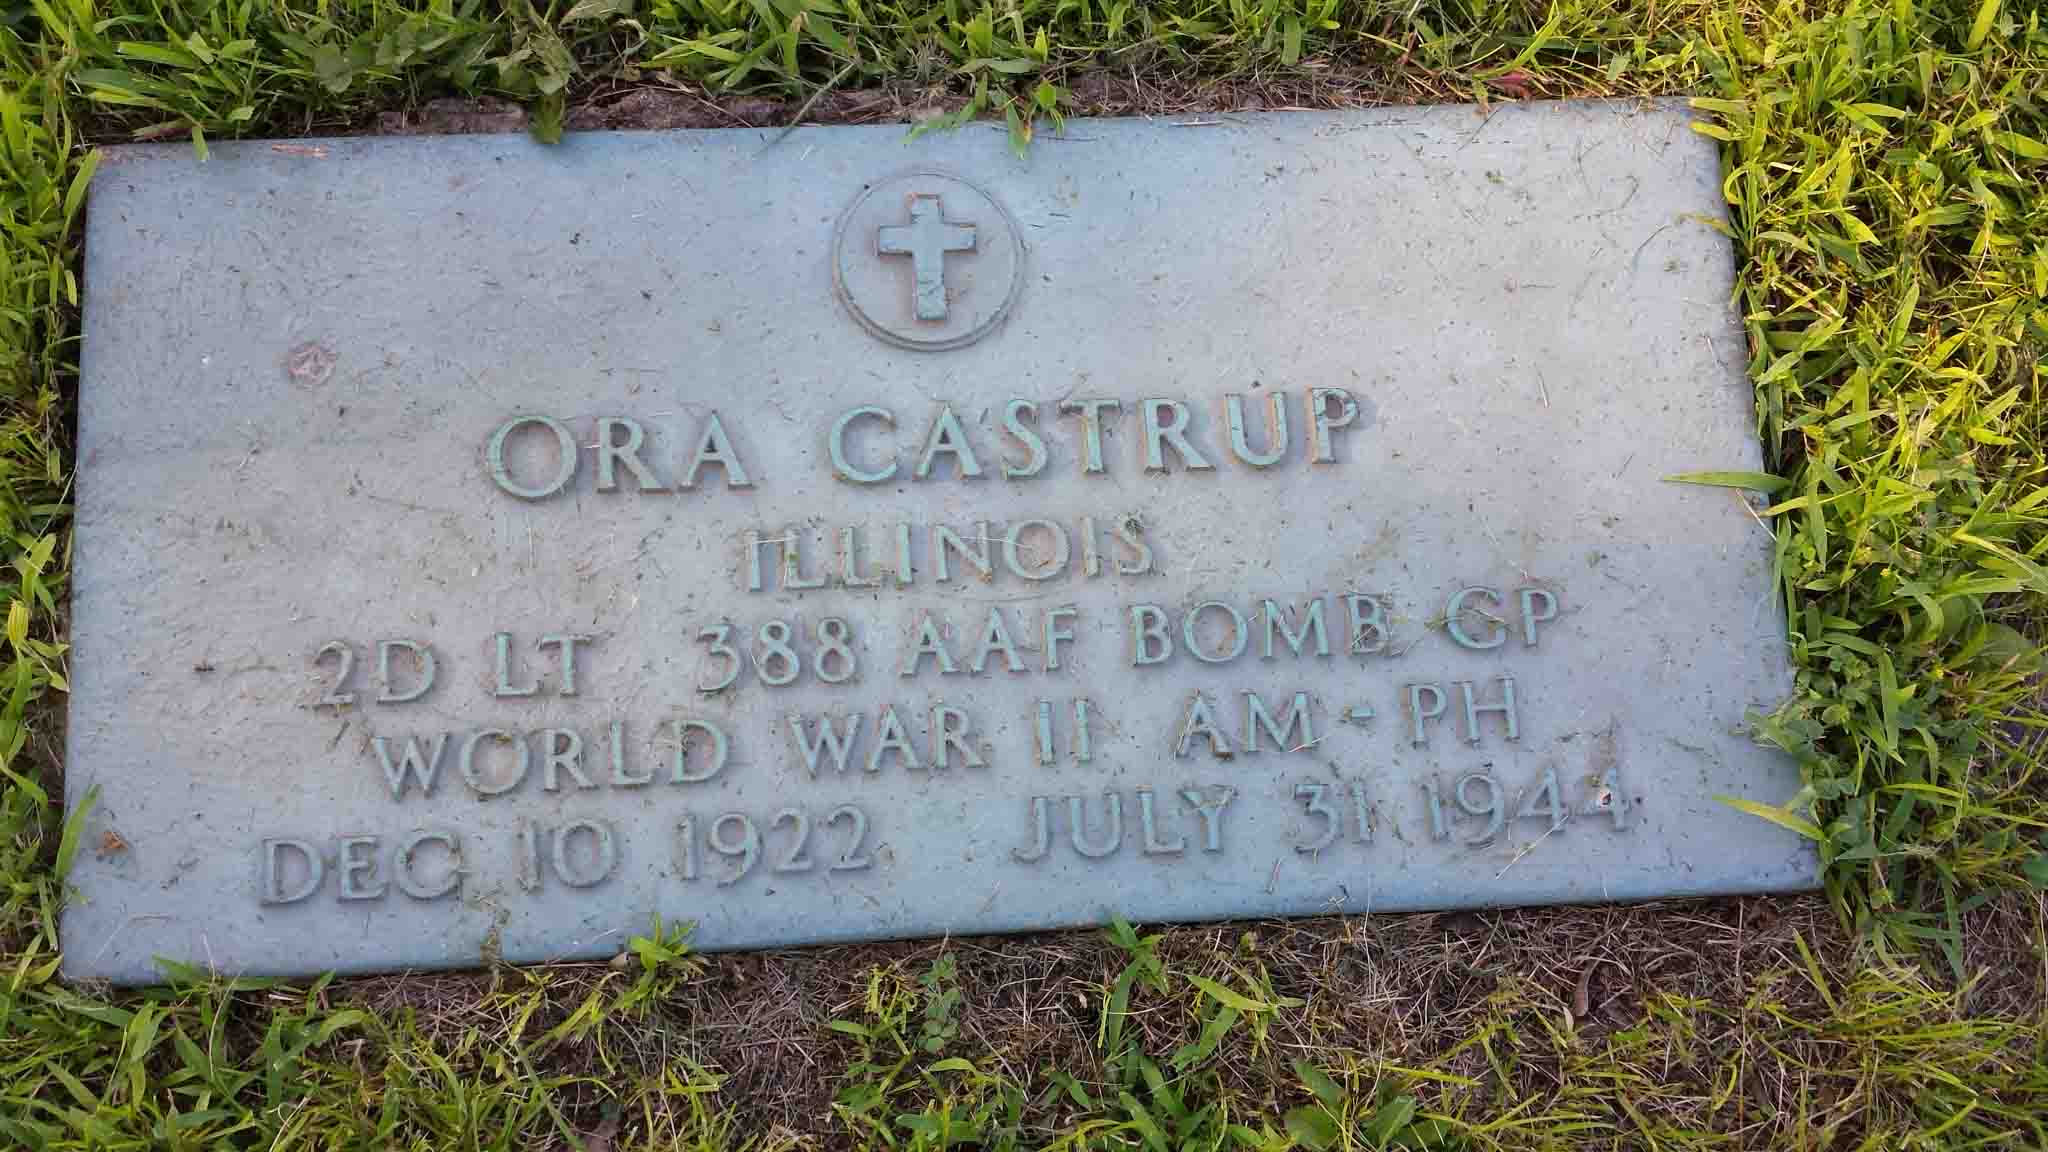 ORA CASTRUP
ILLINOIS
2D LT 388 AAF BOMB GP
WORLD WAR II AM-PH
DEC 10 1922 JULY 31 1944